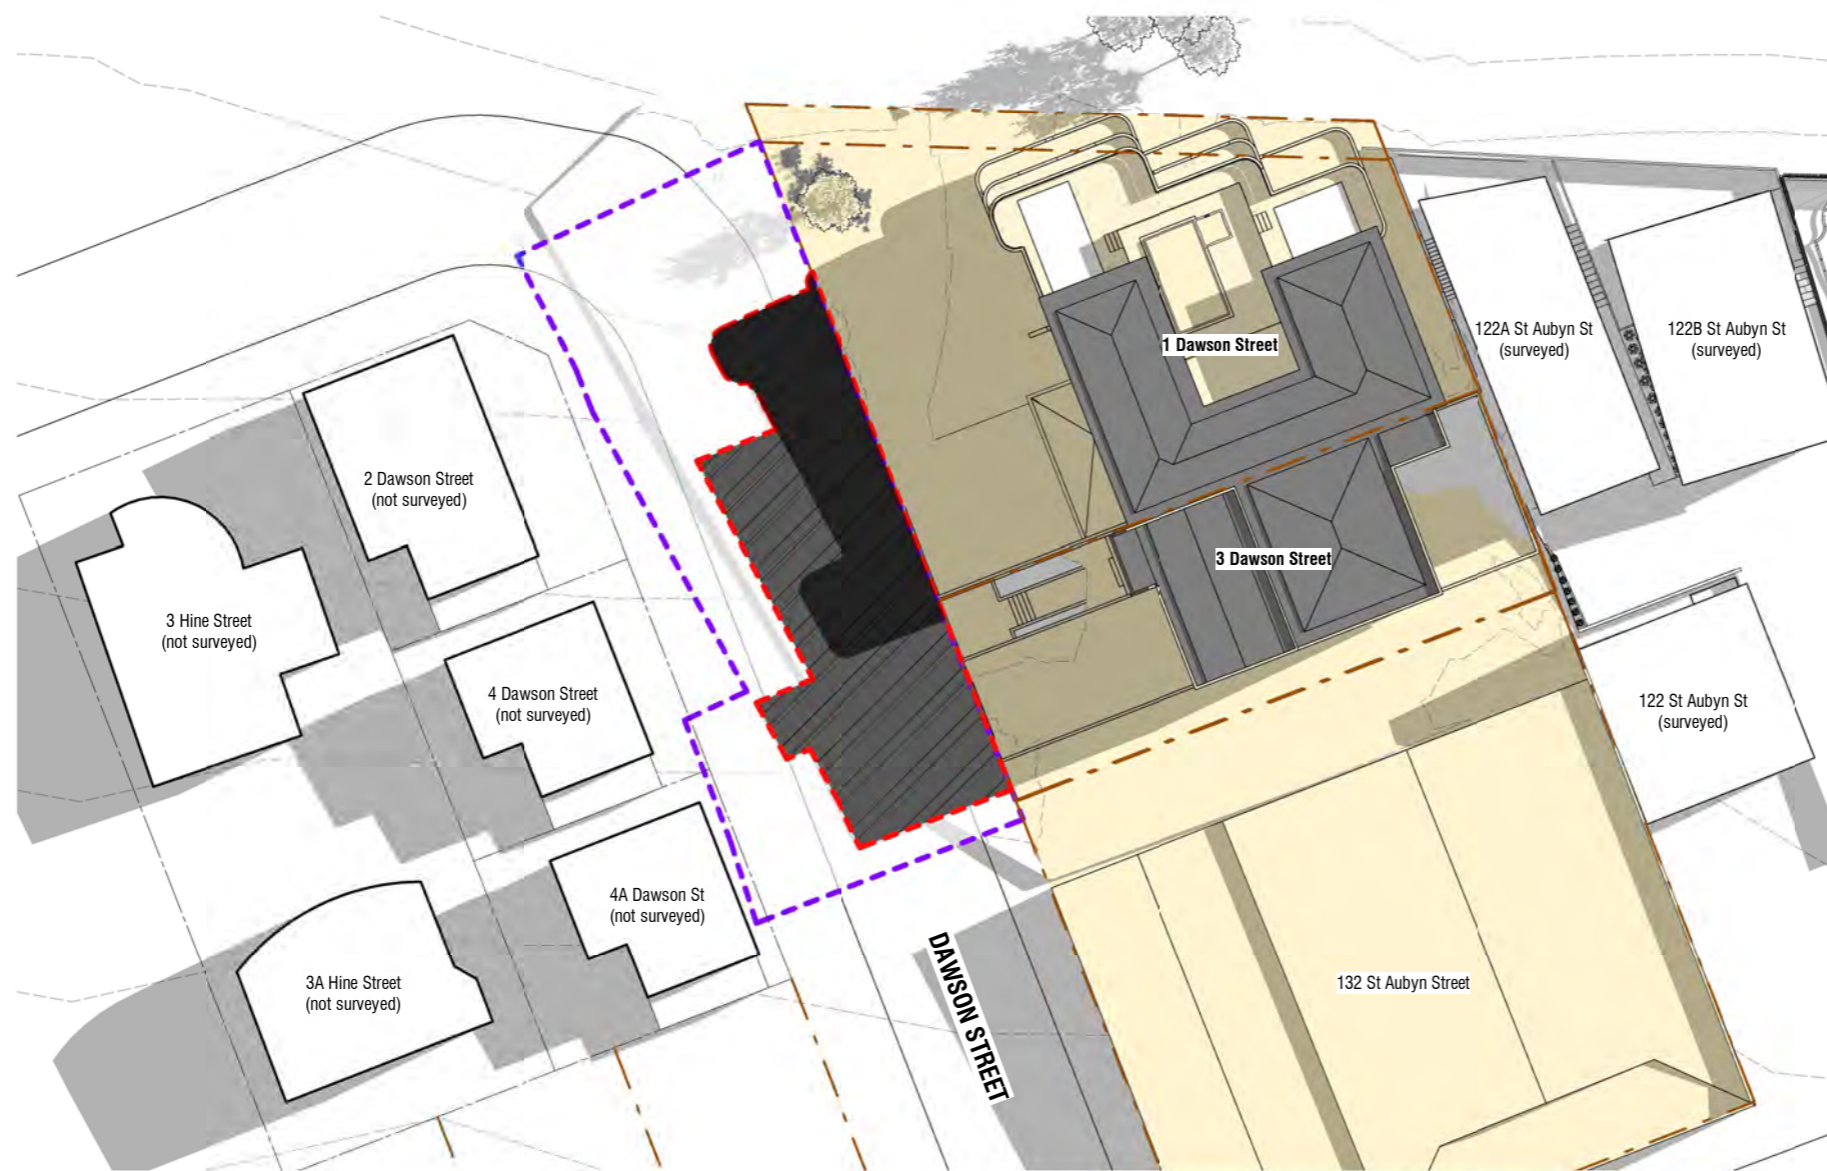 1 Dawson Street
122A St Aubyn St
(surveyed)
122B St Aubyn St
(surveyed)
2 Dawson Street
(not surveyed)
3 Dawson Street
3 Hine Street
(not surveyed)
4 Dawson Street
(not surveyed)
122 St Aubyn St
(surveyed)
4A Dawson St
(not surveyed)
3A Hine Street
(not surveyed)
132 St Aubyn Street
DAWSON STREET